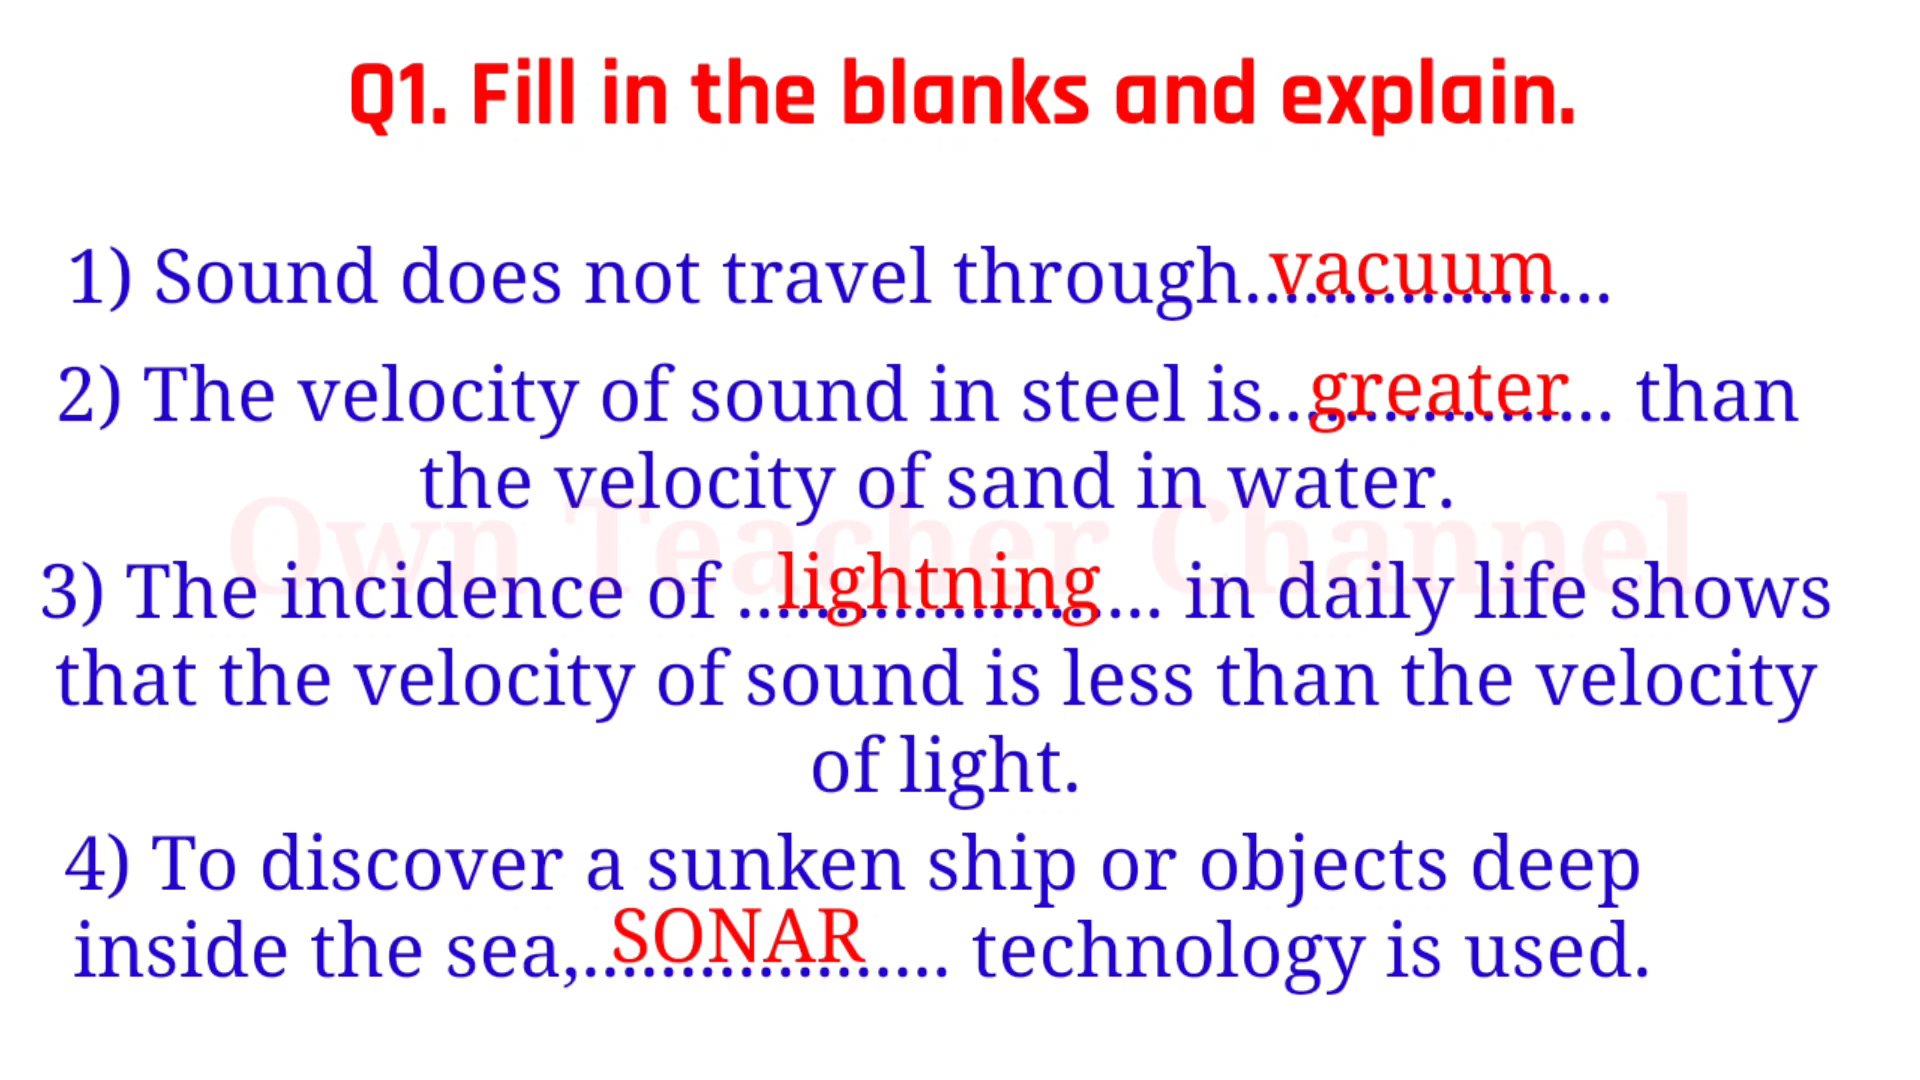 Q1. Fill in the blanks and explain.
1) Sound does not travel through..vacuum...
2) The velocity of sound in steel is..greater... than
the velocity of sand in water.
Own Teacher Channel
3) The incidence of ..lightning... in daily life shows
that the velocity of sound is less than the velocity
of light.
4) To discover a sunken ship or objects deep
inside the sea,..SONAR.... technology is used.